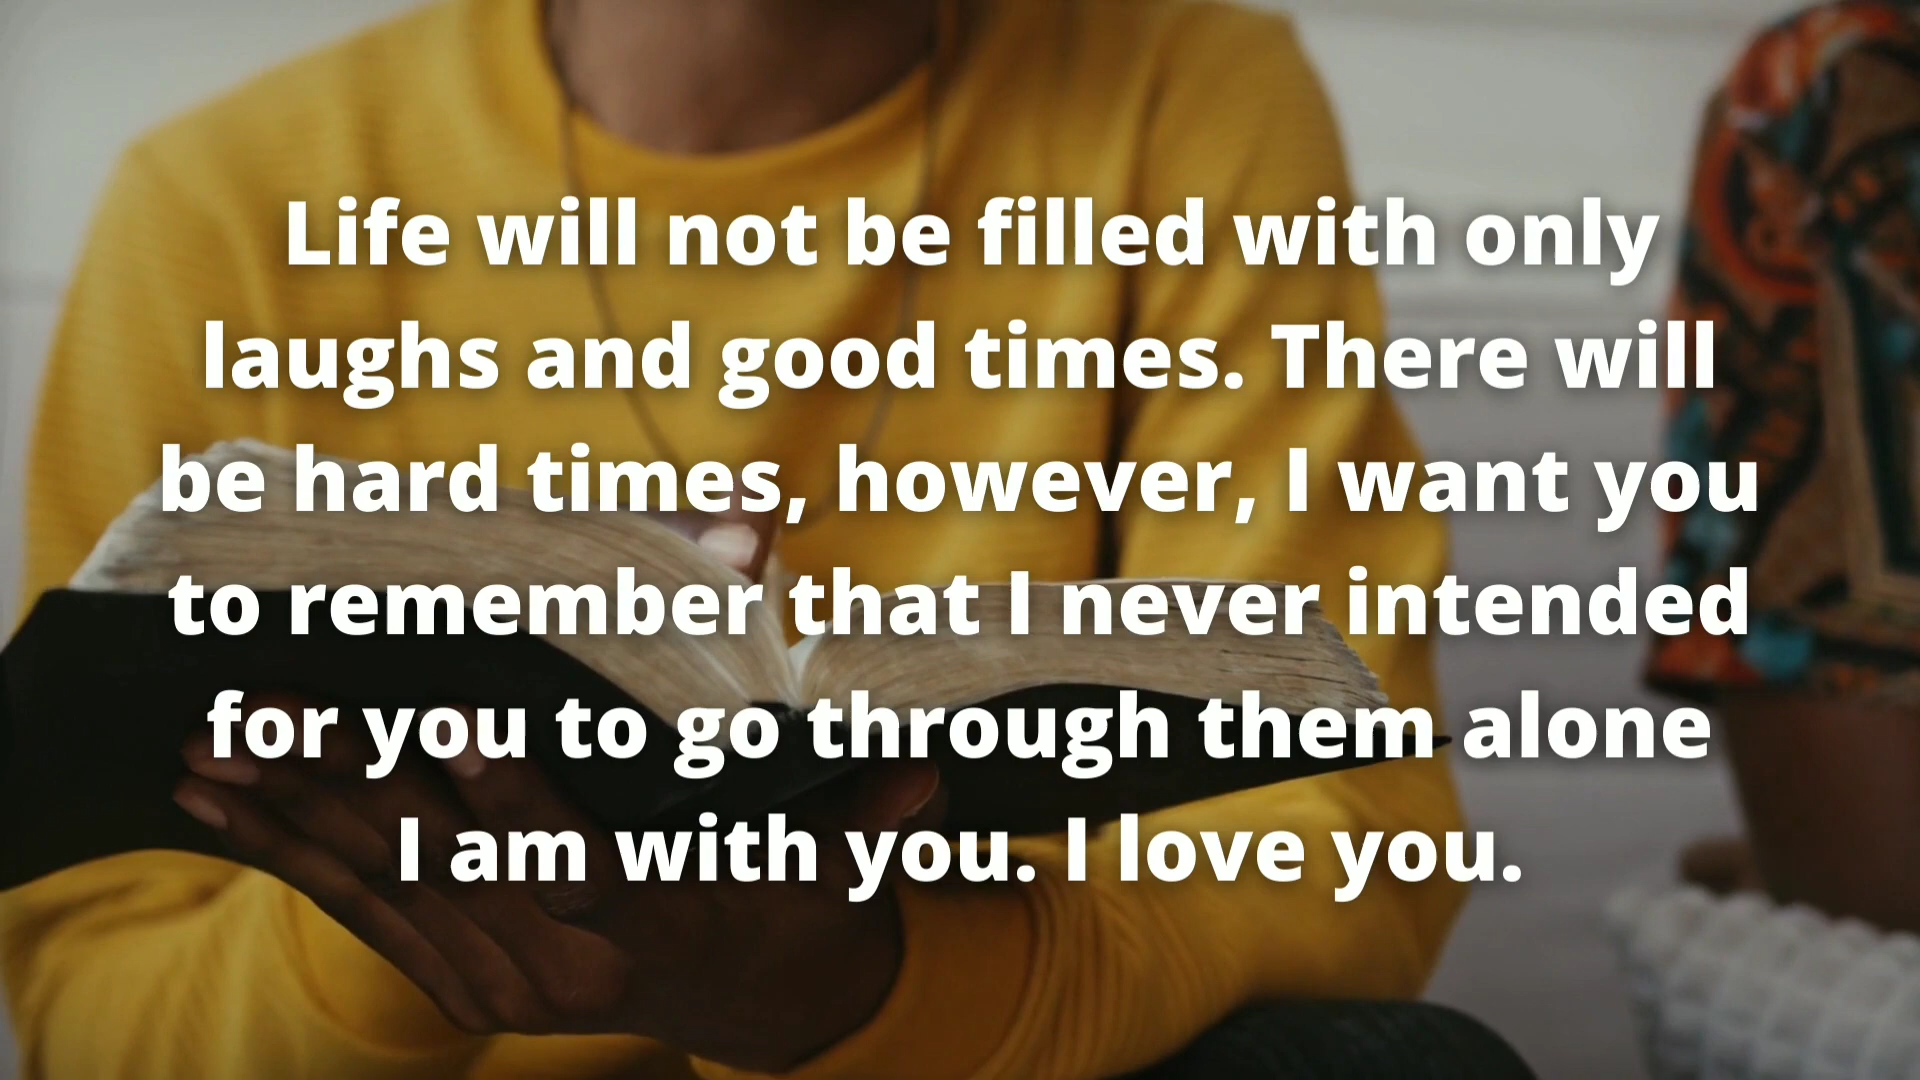 Life will not be filled with only
laughs and good times. There will
be hard times, however, I want you
to remember that I never intended
for you to go through them alone
I am with you. I love you.